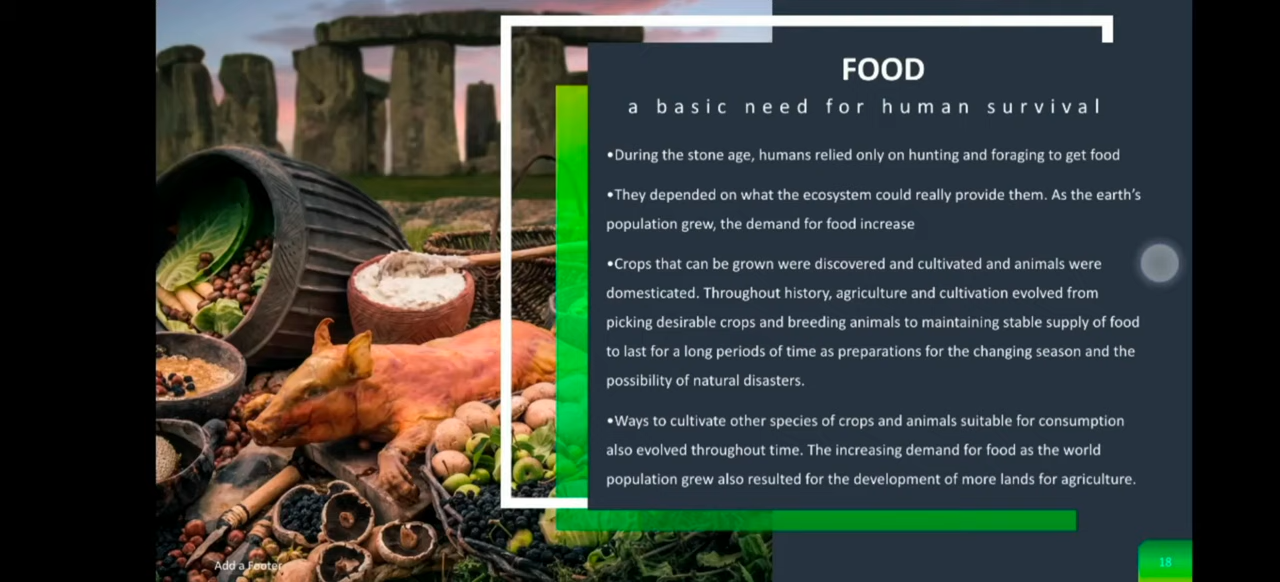 FOOD
a basic need for human survival
•During the stone age, humans relied only on hunting and foraging to get food
•They depended on what the ecosystem could really provide them. As the earth's
population grew, the demand for food increase
•Crops that can be grown were discovered and cultivated and animals were
domesticated. Throughout history, agriculture and cultivation evolved from
picking desirable crops and breeding animals to maintaining stable supply of food
to last for a long periods of time as preparations for the changing season and the
possibility of natural disasters.
•Ways to cultivate other species of crops and animals suitable for consumption
also evolved throughout time. The increasing demand for food as the world
population grew also resulted for the development of more lands for agriculture.
Add a Footer
18